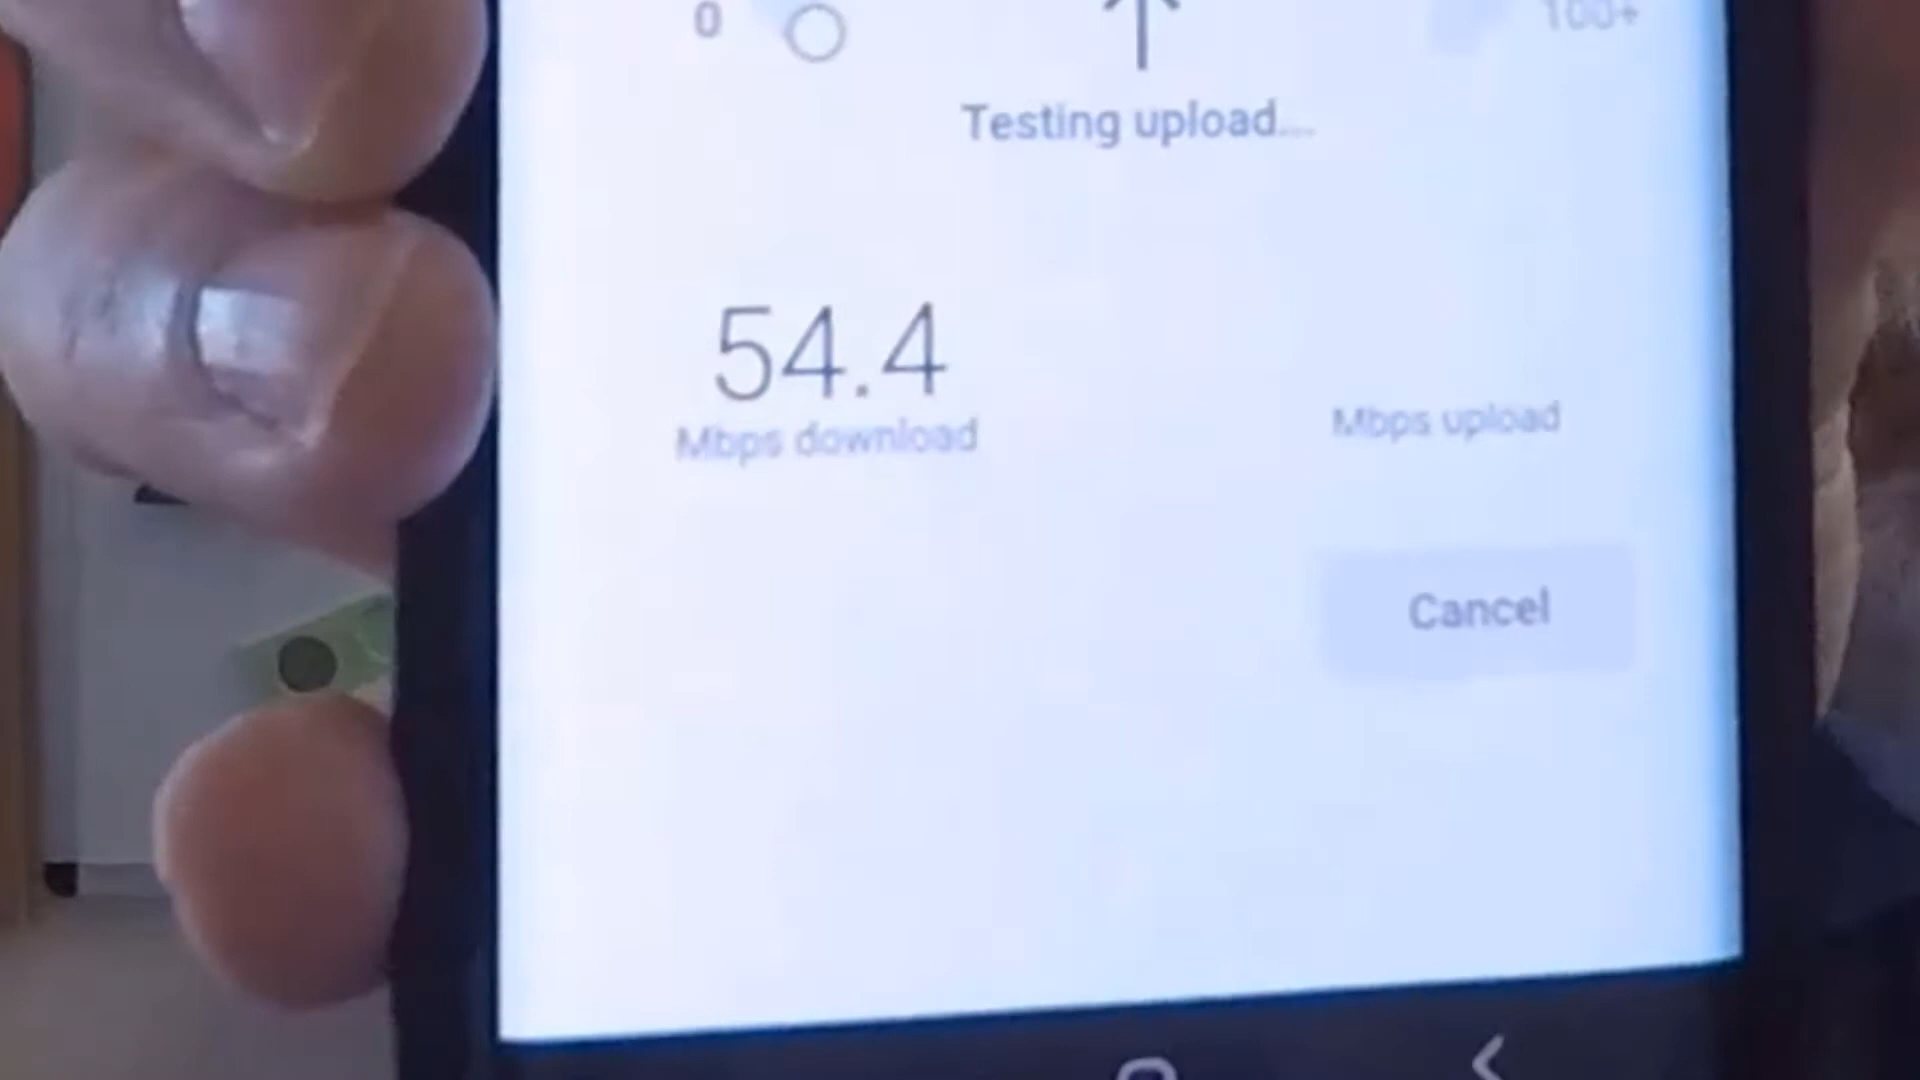 0 100+
Testing upload...
54.4
Mbps download
Mbps upload
Cancel